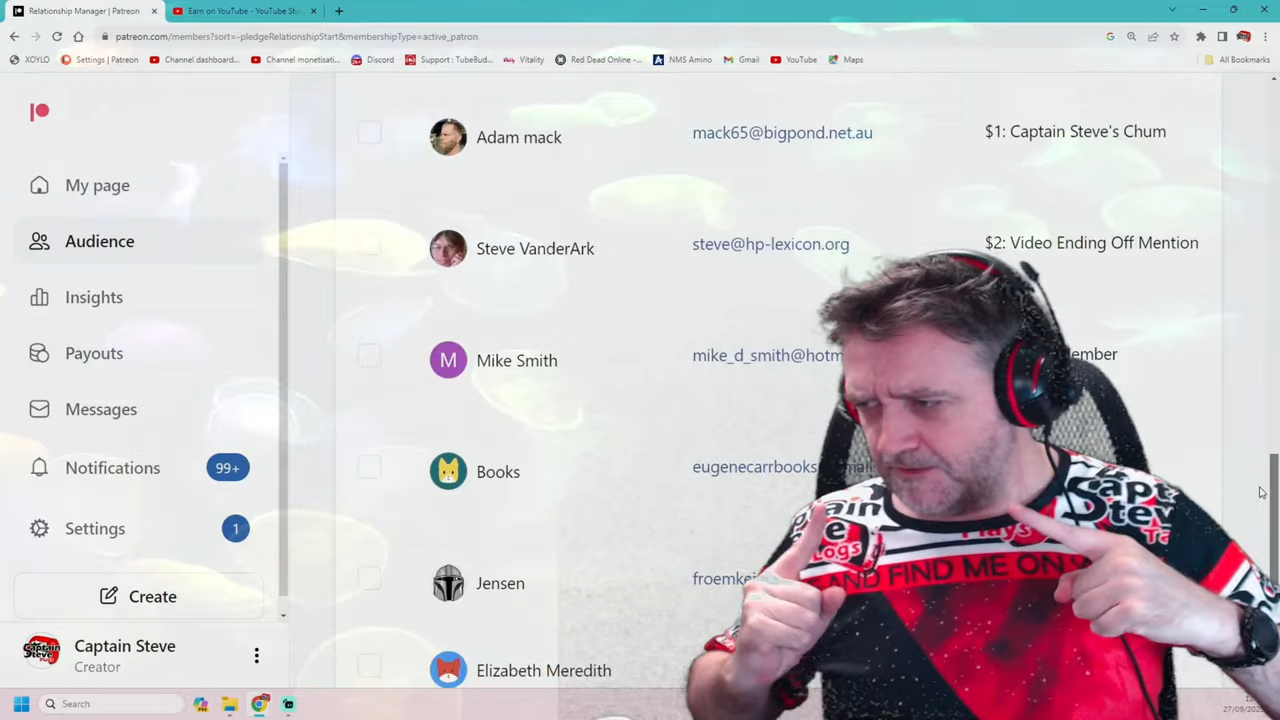 Relationship Manager | Patreon
Earn on YouTube - YouTube Stu
patreon.com/members?sort=-pledgeRelationshipStart&membershipType=active_patron
XOYLO
Settings | Patreon
Channel dashboard...
Channel monetisati...
Discord
Support : TubeBud...
Vitality
Red Dead Online -...
NMS Amino
Gmail
YouTube
Maps
All Bookmarks
My page
Audience
Insights
Payouts
Messages
Notifications
99+
Settings
1
Create
Captain Steve
Creator
Adam mack
mack65@bigpond.net.au
$1: Captain Steve's Chum
Steve VanderArk
steve@hp-lexicon.org
$2: Video Ending Off Mention
M
Mike Smith
mike_d_smith@hotm
ember
Books
eugenecarrbooks
Jensen
froemke
Elizabeth Meredith
Capt
Steve
Plays
Logs
AND FIND ME ON
Search